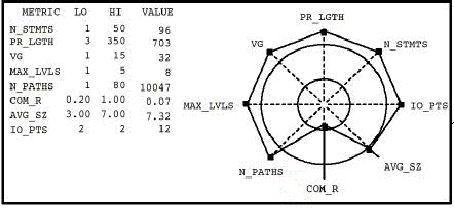 METRIC LO HI VALUE
N_STMTS 1 50 96
PR_LGTH 3 350 703
VG 1 15 32
MAX_LVLS 1 5 8
N_PATHS 1 80 10047
COM_R 0.20 1.00 0.07
AVG_SZ 3.00 7.00 7.32
IO_PTS 2 2 12
PR_LGTH
VG
N_STMTS
MAX_LVLS
IO_PTS
AVG_SZ
N_PATHS
COM_R